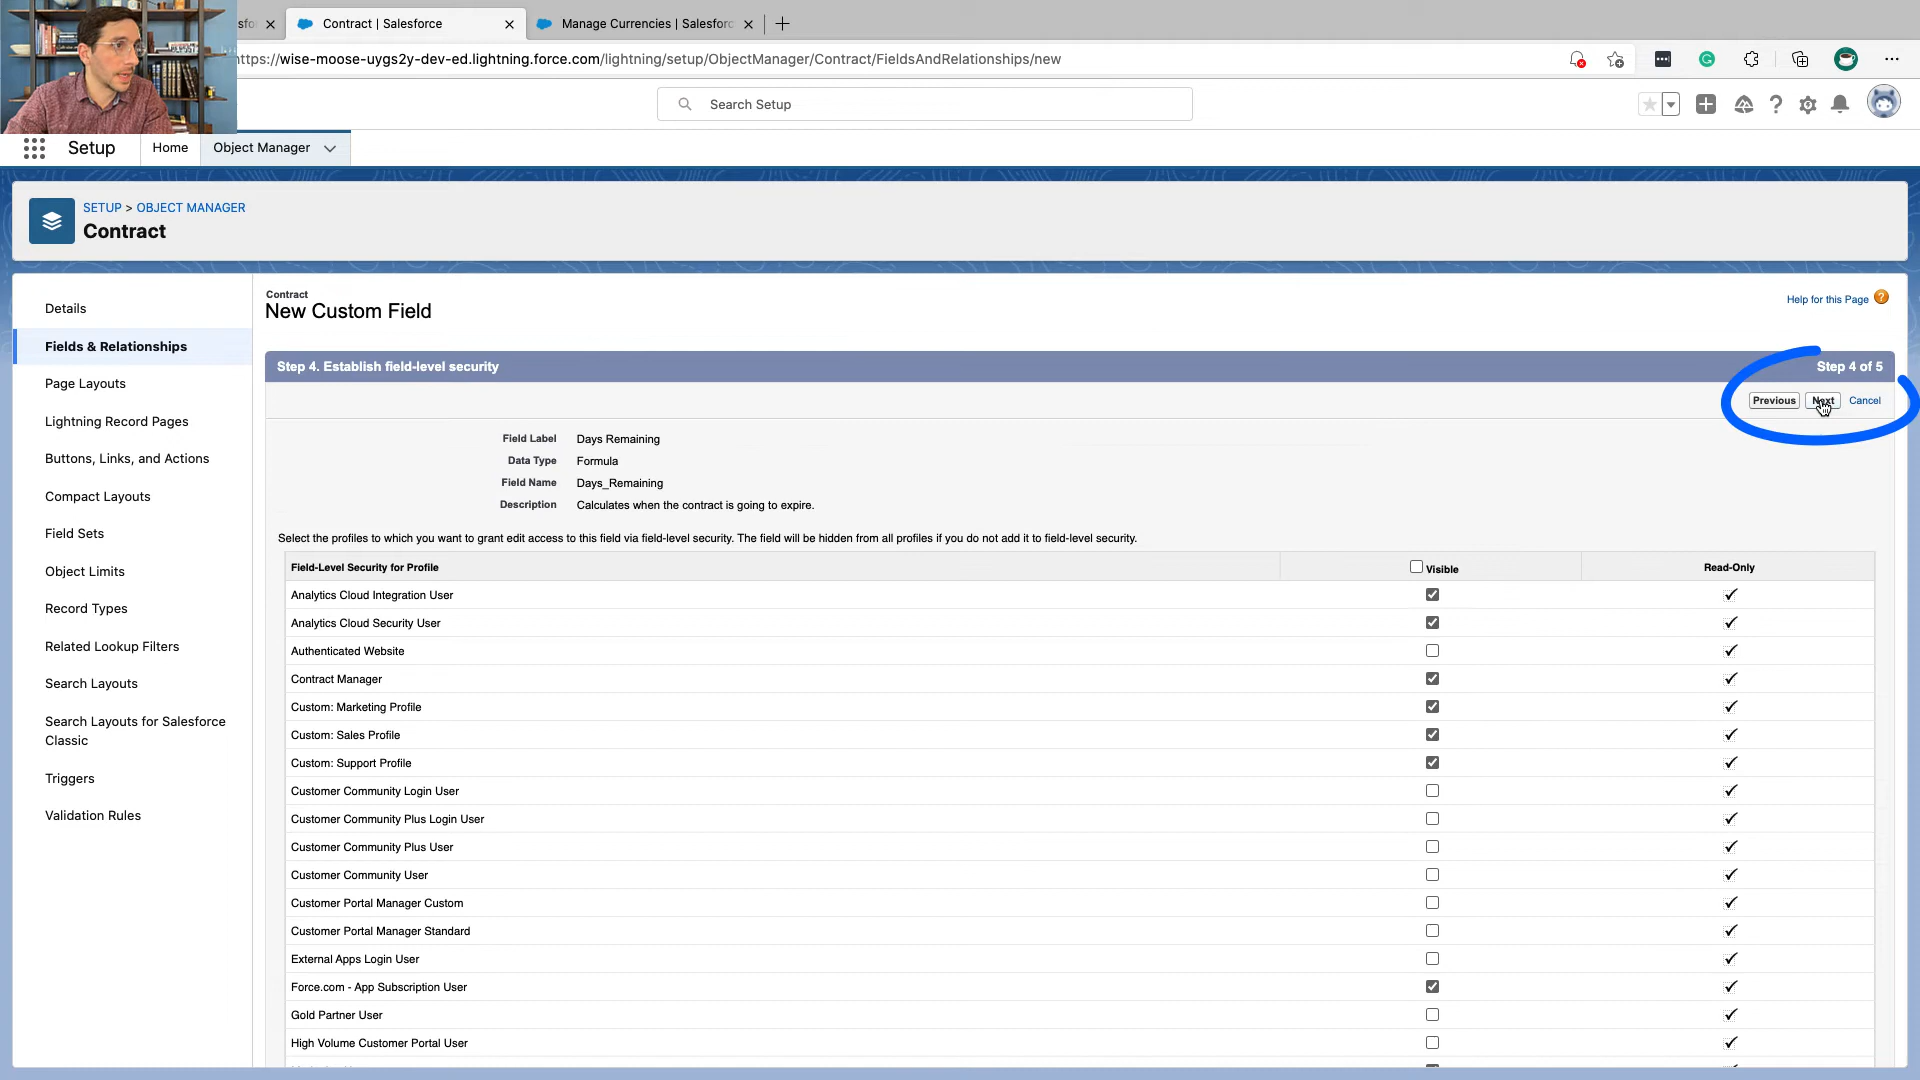 sfo
Contract | Salesforce
Manage Currencies | Salesforc
ttps://wise-moose-uygs2y-dev-ed.lightning.force.com/lightning/setup/ObjectManager/Contract/FieldsAndRelationships/new
Search Setup
Setup
Home
Object Manager
SETUP > OBJECT MANAGER
Contract
Details
Fields & Relationships
Page Layouts
Lightning Record Pages
Buttons, Links, and Actions
Compact Layouts
Field Sets
Object Limits
Record Types
Related Lookup Filters
Search Layouts
Search Layouts for Salesforce
Classic
Triggers
Validation Rules
Contract
New Custom Field
Help for this Page ?
Step 4. Establish field-level security
Step 4 of 5
Previous
Next
Cancel
Field Label Days Remaining
Data Type Formula
Field Name Days_Remaining
Description Calculates when the contract is going to expire.
Select the profiles to which you want to grant edit access to this field via field-level security. The field will be hidden from all profiles if you do not add it to field-level security.
Field-Level Security for Profile Visible Read-Only
Analytics Cloud Integration User
Analytics Cloud Security User
Authenticated Website
Contract Manager
Custom: Marketing Profile
Custom: Sales Profile
Custom: Support Profile
Customer Community Login User
Customer Community Plus Login User
Customer Community Plus User
Customer Community User
Customer Portal Manager Custom
Customer Portal Manager Standard
External Apps Login User
Force.com - App Subscription User
Gold Partner User
High Volume Customer Portal User